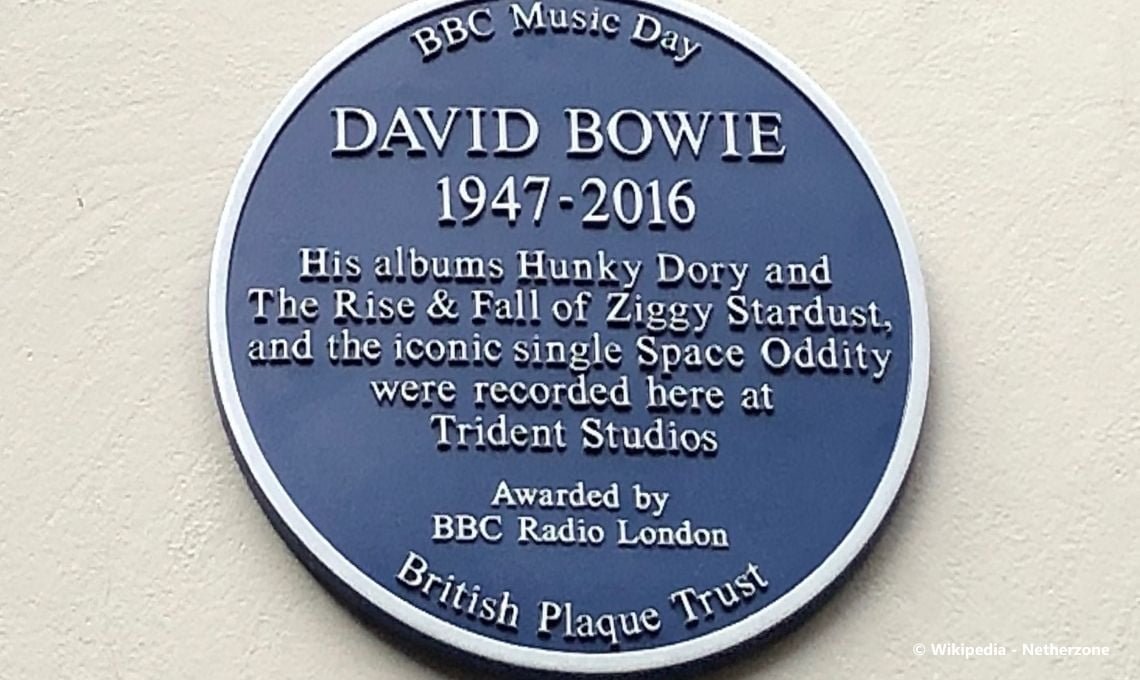 BBC Music Day
DAVID BOWIE
1947-2016
His albums Hunky Dory and
The Rise & Fall of Ziggy Stardust,
and the iconic single Space Oddity
were recorded here at
Trident Studios
Awarded by
BBC Radio London
British Plaque Trust
© Wikipedia - Netherzone